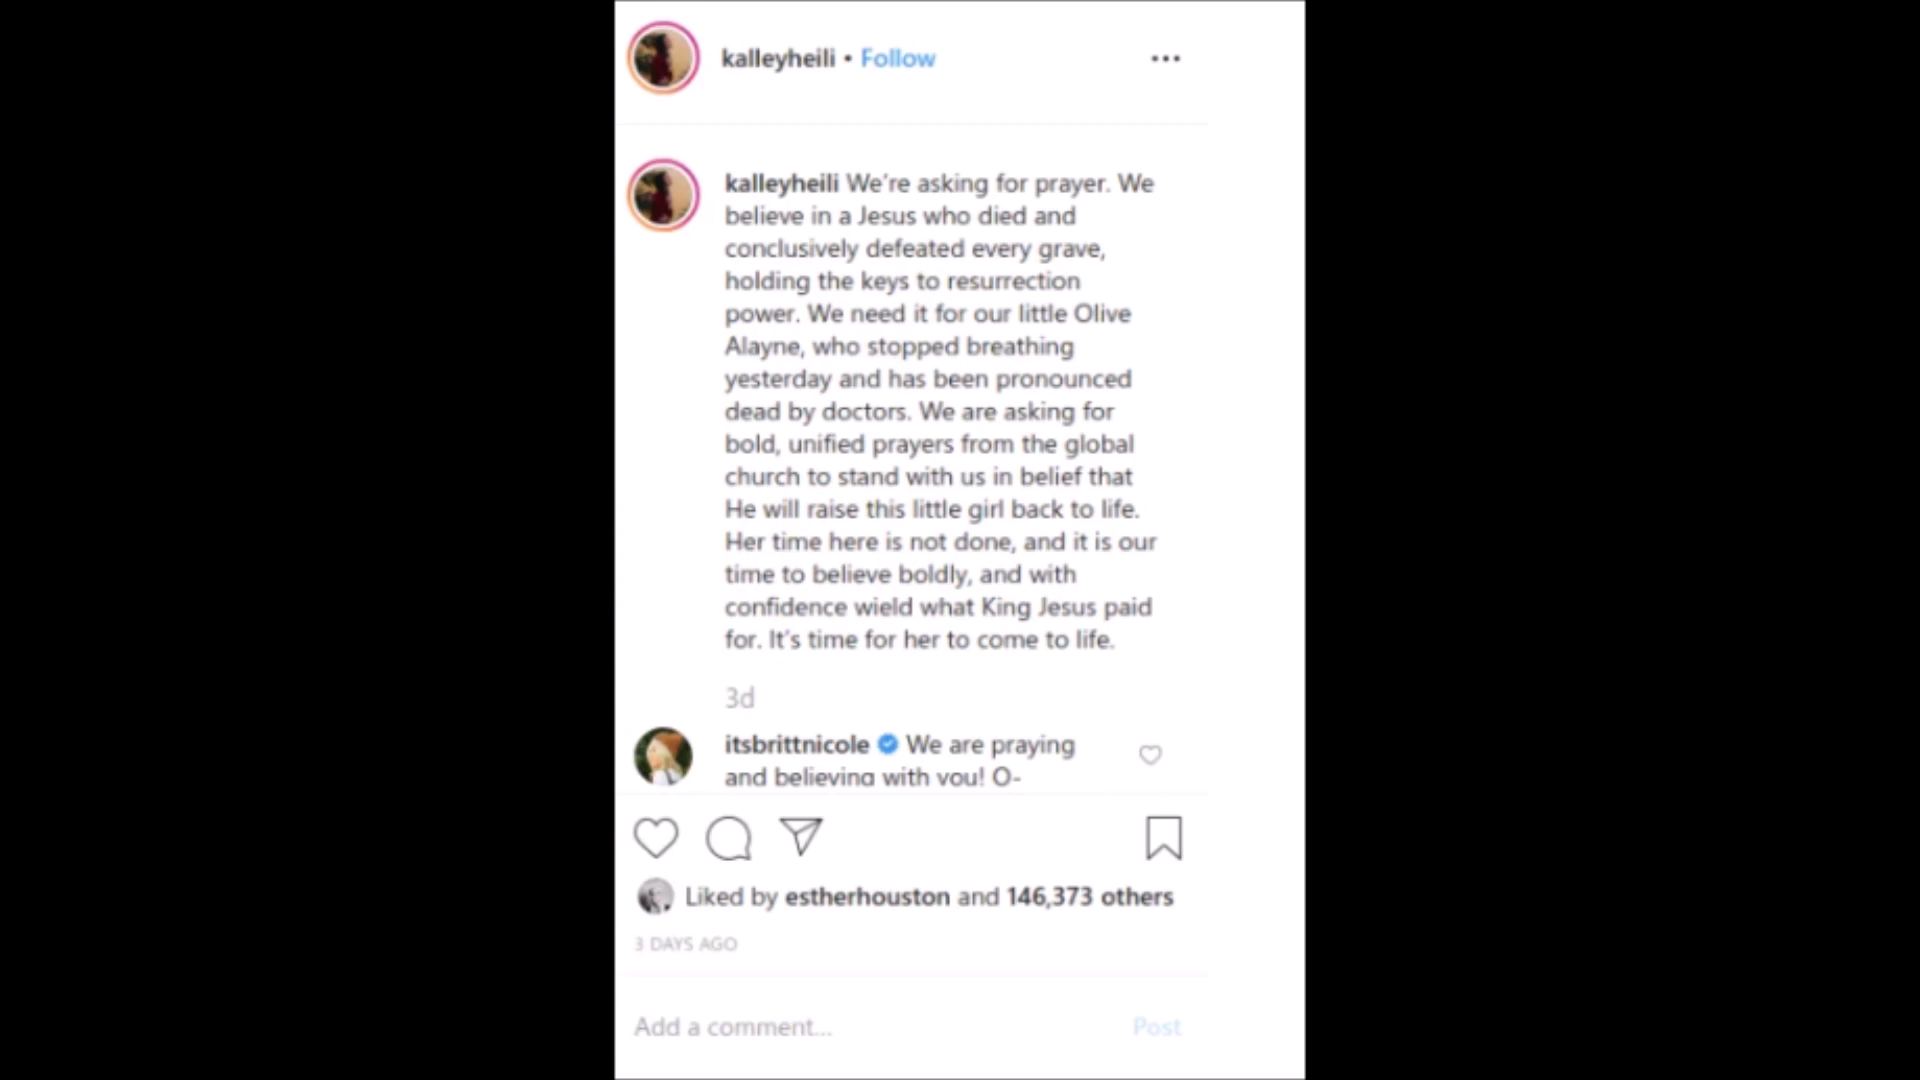 kalleyheili • Follow
kalleyheili We're asking for prayer. We
believe in a Jesus who died and
conclusively defeated every grave,
holding the keys to resurrection
power. We need it for our little Olive
Alayne, who stopped breathing
yesterday and has been pronounced
dead by doctors. We are asking for
bold, unified prayers from the global
church to stand with us in belief that
He will raise this little girl back to life.
Her time here is not done, and it is our
time to believe boldly, and with
confidence wield what King Jesus paid
for. It's time for her to come to life.
3d
itsbrittnicole We are praying
and believing with you! O-
Liked by estherhouston and 146,373 others
3 DAYS AGO
Add a comment... Post